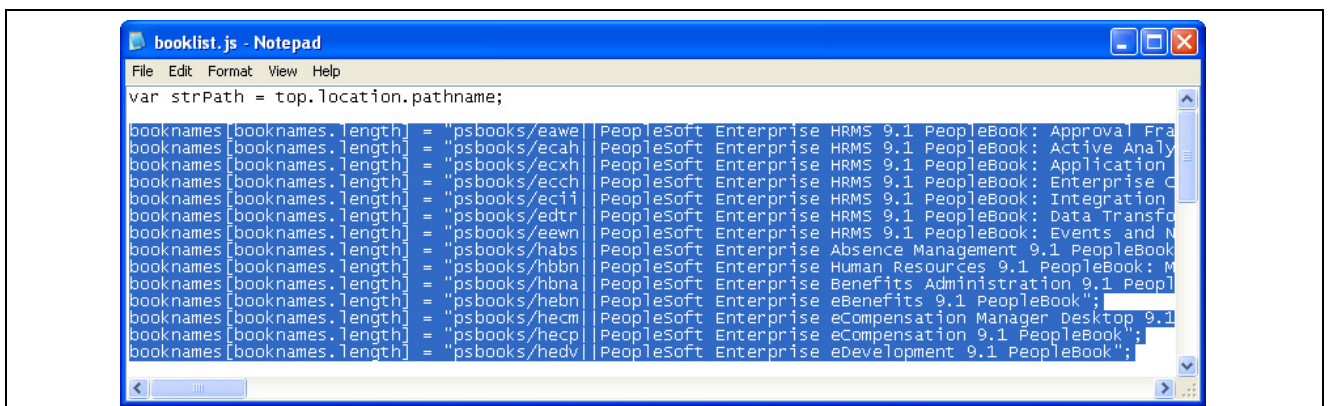 booklist.js - Notepad
File Edit Format View Help
var strPath = top.location.pathname;
booknames[booknames.length] = "psbooks/eawe||PeopleSoft Enterprise HRMS 9.1 PeopleBook: Approval Fra
booknames[booknames.length] = "psbooks/ecah||PeopleSoft Enterprise HRMS 9.1 PeopleBook: Active Analy
booknames[booknames.length] = "psbooks/ecxh||PeopleSoft Enterprise HRMS 9.1 PeopleBook: Application
booknames[booknames.length] = "psbooks/ecch||PeopleSoft Enterprise HRMS 9.1 PeopleBook: Enterprise C
booknames[booknames.length] = "psbooks/ecii||PeopleSoft Enterprise HRMS 9.1 PeopleBook: Integration
booknames[booknames.length] = "psbooks/edtr||PeopleSoft Enterprise HRMS 9.1 PeopleBook: Data Transfo
booknames[booknames.length] = "psbooks/eewn||PeopleSoft Enterprise HRMS 9.1 PeopleBook: Events and N
booknames[booknames.length] = "psbooks/habs||PeopleSoft Enterprise Absence Management 9.1 PeopleBook
booknames[booknames.length] = "psbooks/hbbn||PeopleSoft Enterprise Human Resources 9.1 PeopleBook: M
booknames[booknames.length] = "psbooks/hbna||PeopleSoft Enterprise Benefits Administration 9.1 Peopl
booknames[booknames.length] = "psbooks/hebn||PeopleSoft Enterprise eBenefits 9.1 PeopleBook";
booknames[booknames.length] = "psbooks/hecm||PeopleSoft Enterprise eCompensation Manager Desktop 9.1
booknames[booknames.length] = "psbooks/hecp||PeopleSoft Enterprise eCompensation 9.1 PeopleBook";
booknames[booknames.length] = "psbooks/hedv||PeopleSoft Enterprise eDevelopment 9.1 PeopleBook";